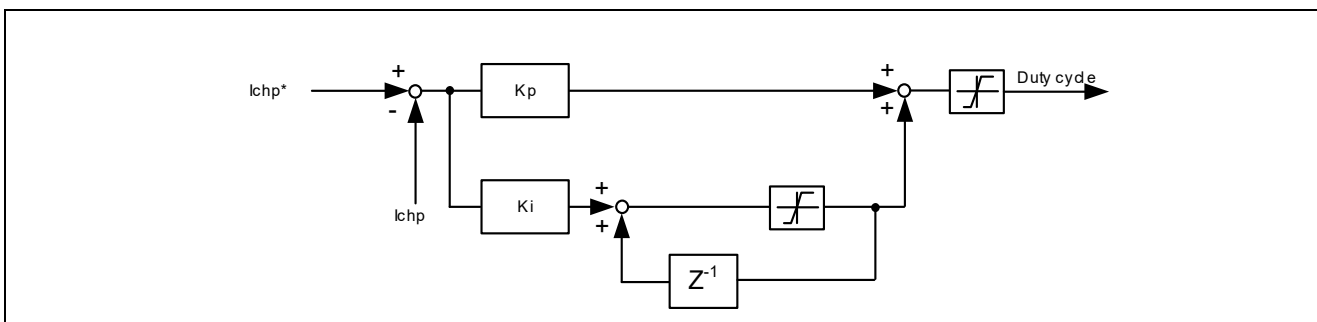 +
Ichp*
-
Kp
+
+
Duty cycle
Ichp
Ki
+
+
Z-1